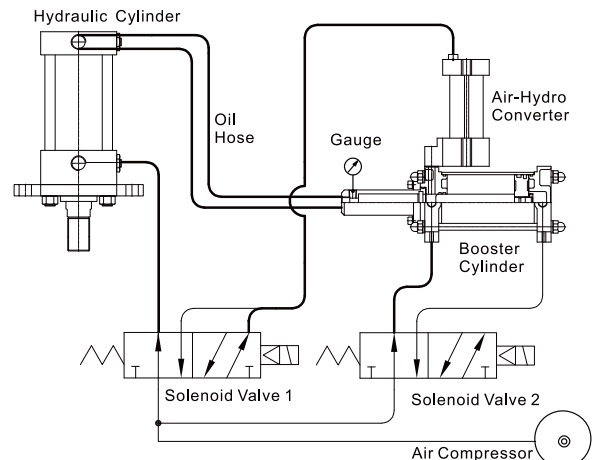 Hydraulic Cylinder
Oil
Hose
Gauge
Air-Hydro
Converter
Booster
Cylinder
Solenoid Valve 1
Solenoid Valve 2
Air Compressor